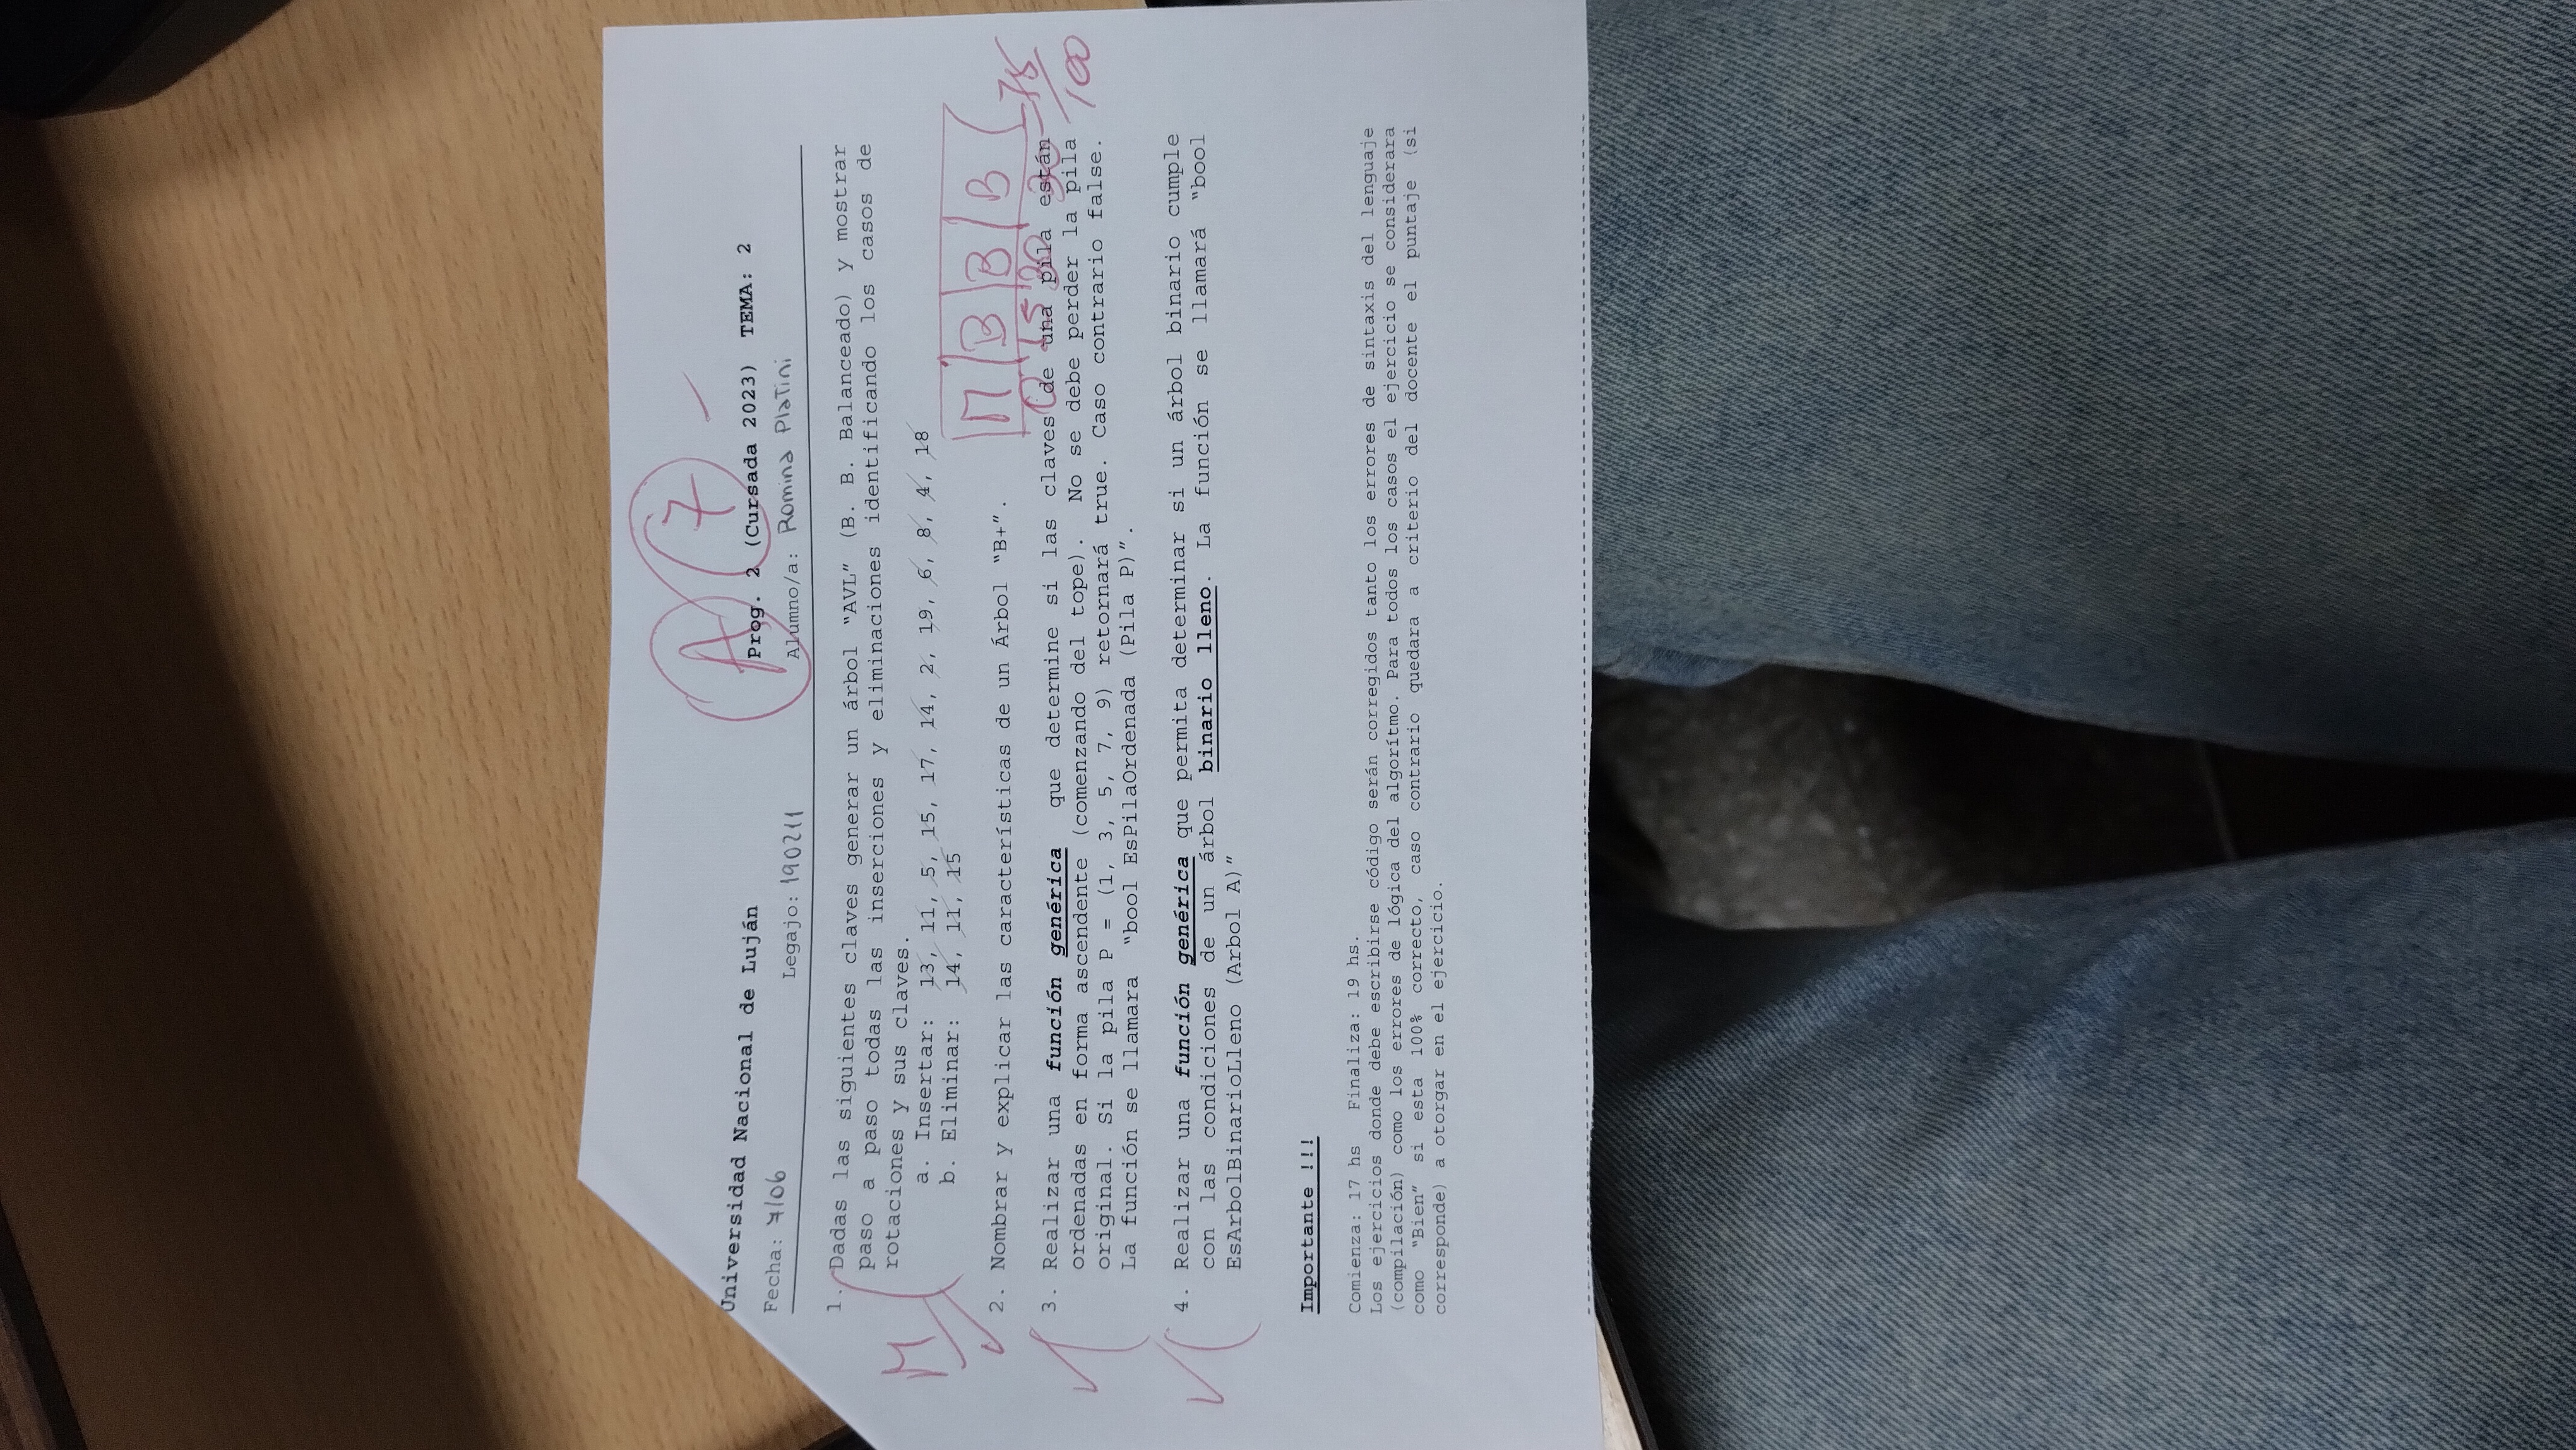 A 7
Universidad Nacional de Luján
Prog. 2 (Cursada 2023) TEMA: 2
Fecha: 7/06
Legajo: 190211
Alumno/a: Romina Platini
1. Dadas las siguientes claves generar un árbol “AVL” (B. B. Balanceado) y mostrar
paso a paso todas las inserciones y eliminaciones identificando los casos de
rotaciones y sus claves.
M
a. Insertar: 13, 11, 5, 15, 17, 14, 2, 19, 6, 8, 4, 18
b. Eliminar: 14, 11, 15
M B B B
0 15 30 30 75/100
2. Nombrar y explicar las características de un Árbol “B+”.
3. Realizar una función genérica que determine si las claves de una pila están
ordenadas en forma ascendente (comenzando del tope). No se debe perder la pila
original. Si la pila P = (1, 3, 5, 7, 9) retornará true. Caso contrario false.
La función se llamara “bool EsPilaOrdenada (Pila P)”.
4. Realizar una función genérica que permita determinar si un árbol binario cumple
con las condiciones de un árbol binario lleno. La función se llamará “bool
EsArbolBinarioLleno (Arbol A)”
Importante !!!
Comienza: 17 hs Finaliza: 19 hs.
Los ejercicios donde debe escribirse código serán corregidos tanto los errores de sintaxis del lenguaje
(compilación) como los errores de lógica del algorítmo. Para todos los casos el ejercicio se considerara
como “Bien” si esta 100% correcto, caso contrario quedara a criterio del docente el puntaje (si
corresponde) a otorgar en el ejercicio.